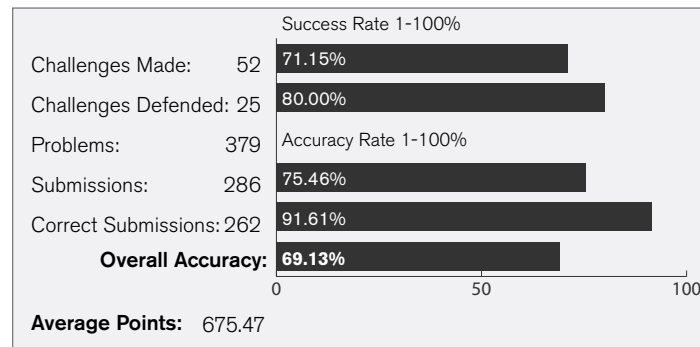 Success Rate 1-100%
Challenges Made: 52 71.15%
Challenges Defended: 25 80.00%
Problems: 379 Accuracy Rate 1-100%
Submissions: 286 75.46%
Correct Submissions: 262 91.61%
Overall Accuracy: 69.13%
0 50 100
Average Points: 675.47